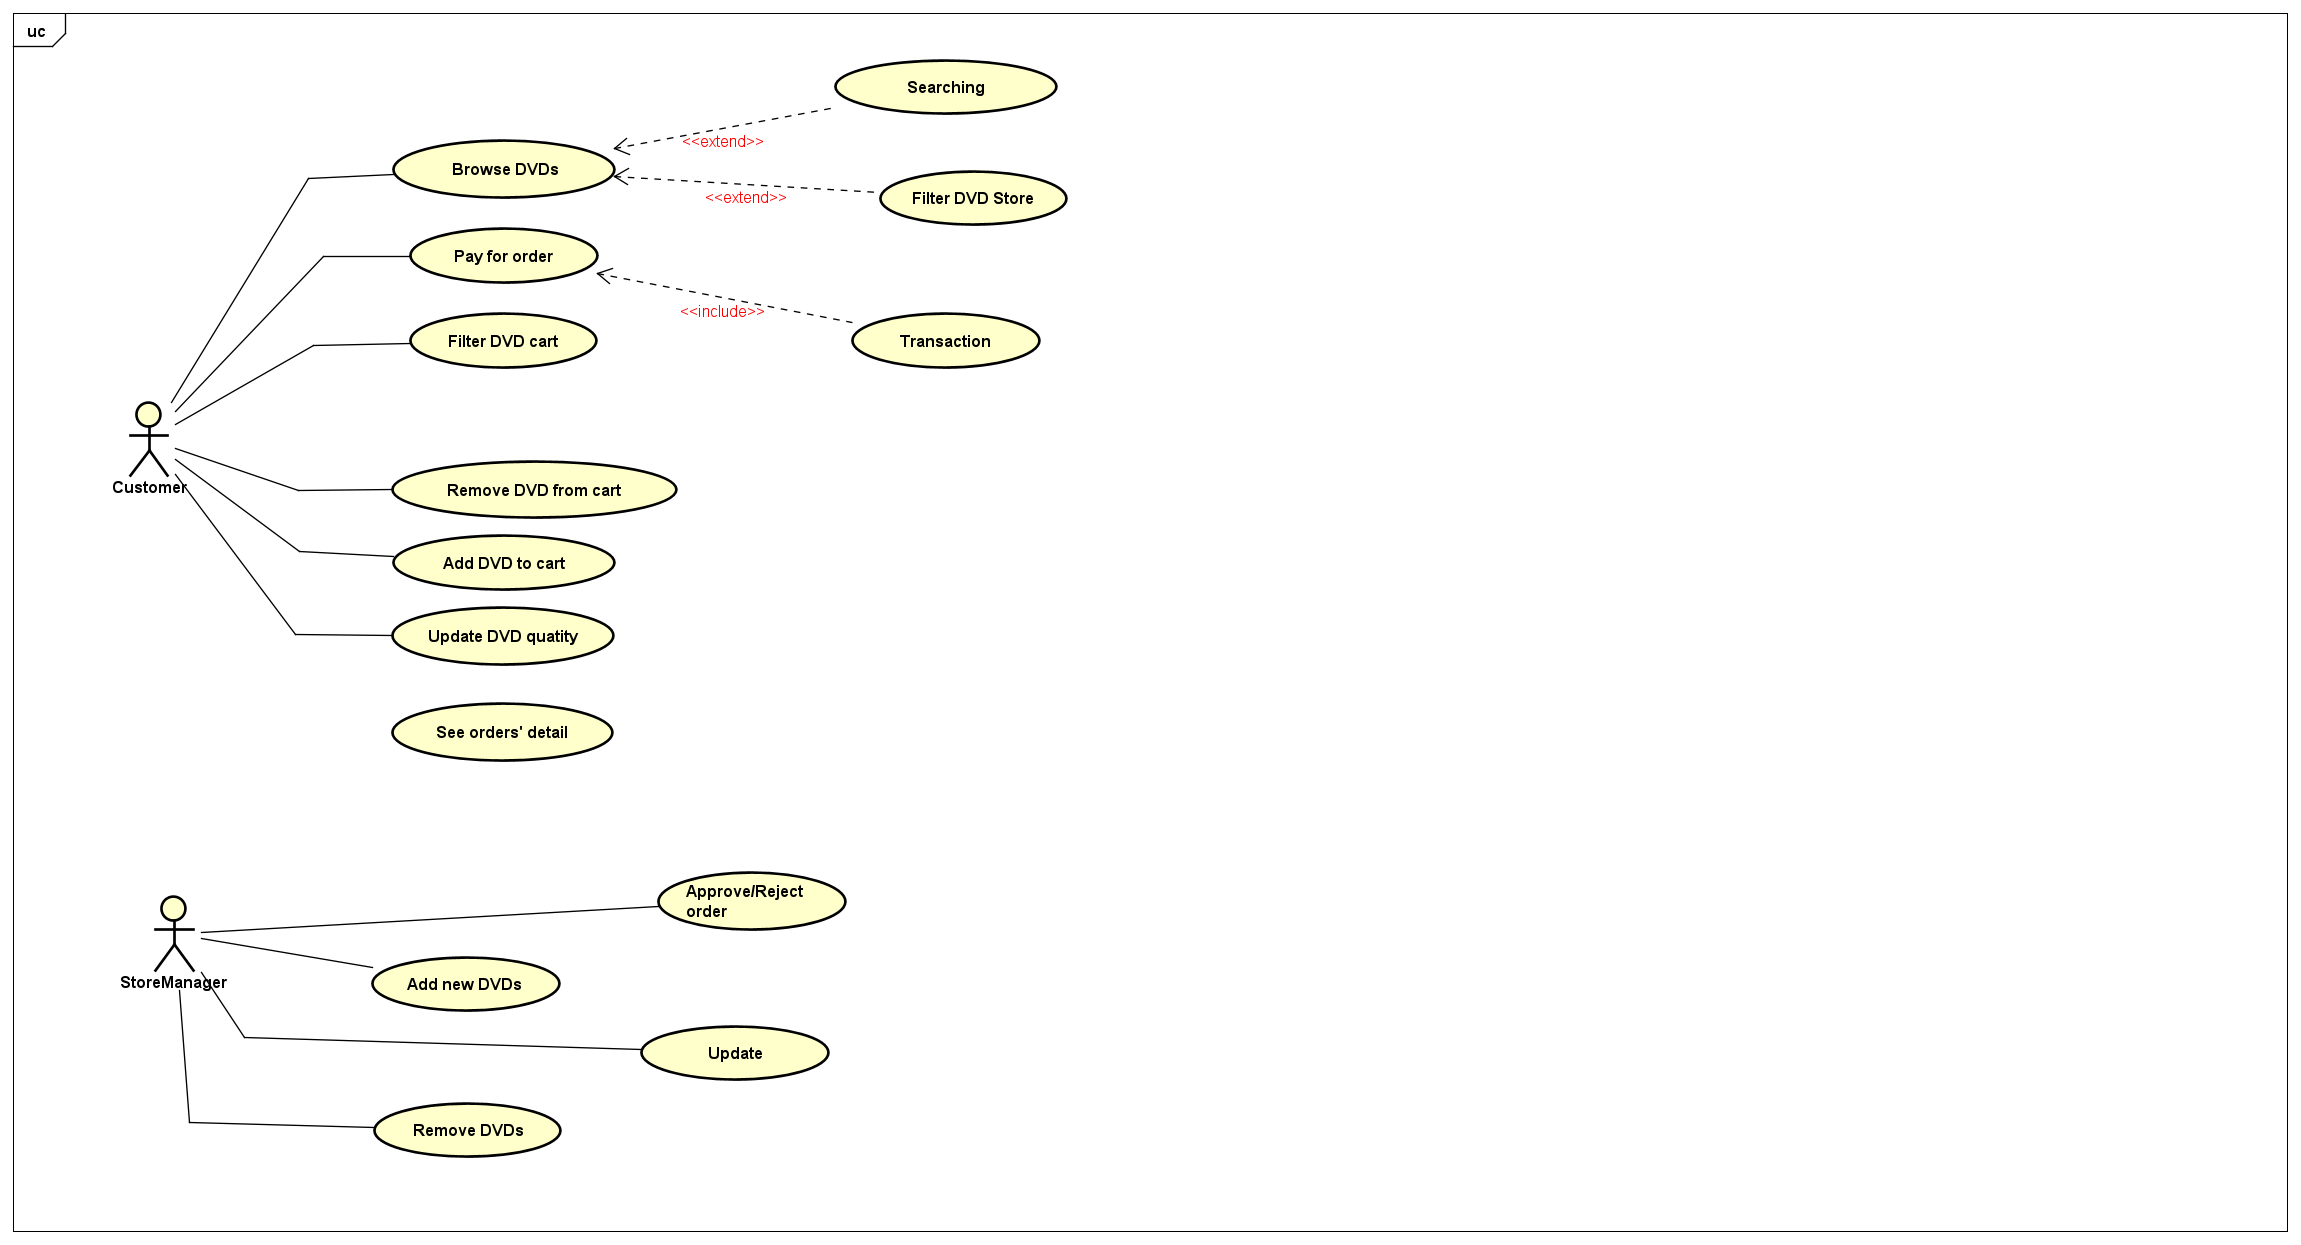 uc
Searching
<<extend>>
Browse DVDs
<<extend>>
Filter DVD Store
Pay for order
<<include>>
Filter DVD cart
Transaction
Customer
Remove DVD from cart
Add DVD to cart
Update DVD quatity
See orders' detail
Approve/Reject
order
StoreManager
Add new DVDs
Update
Remove DVDs